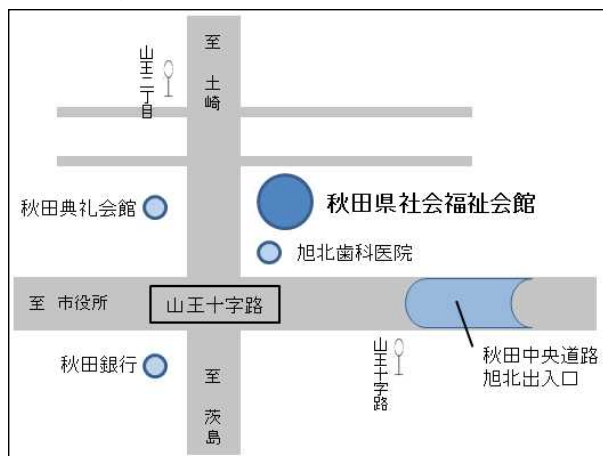 至 土崎
山王二丁目
秋田典礼会館
秋田県社会福祉会館
旭北歯科医院
至 市役所
山王十字路
秋田銀行
至 茨島
山王十字路
秋田中央道路
旭北出入口